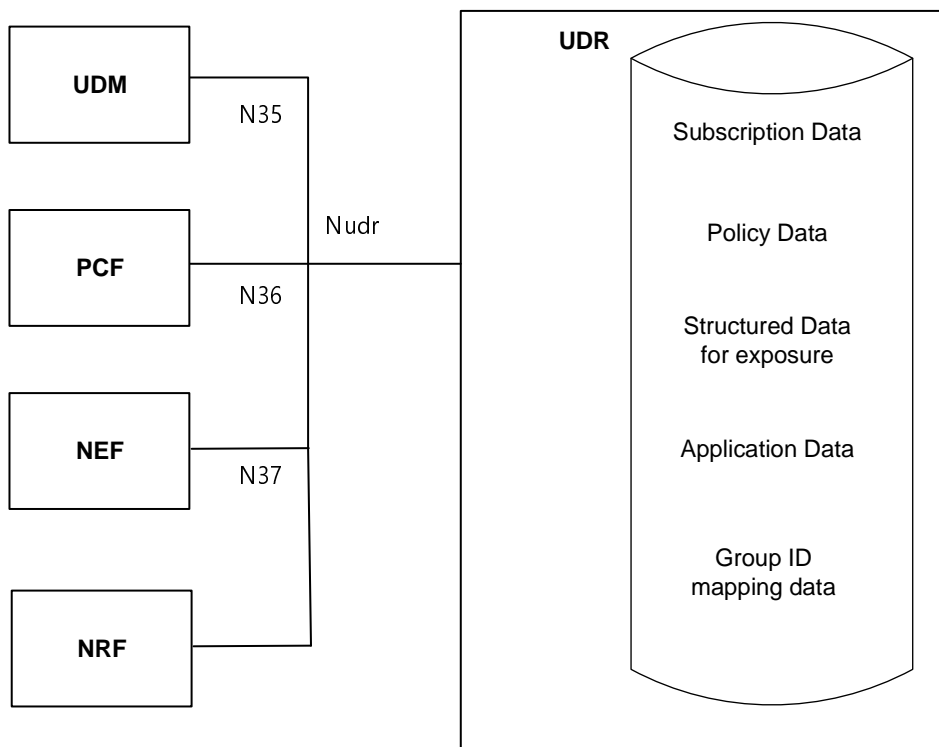 UDM
N35
PCF
N36
NEF
N37
NRF
Nudr
UDR
Subscription Data
Policy Data
Structured Data
for exposure
Application Data
Group ID
mapping data